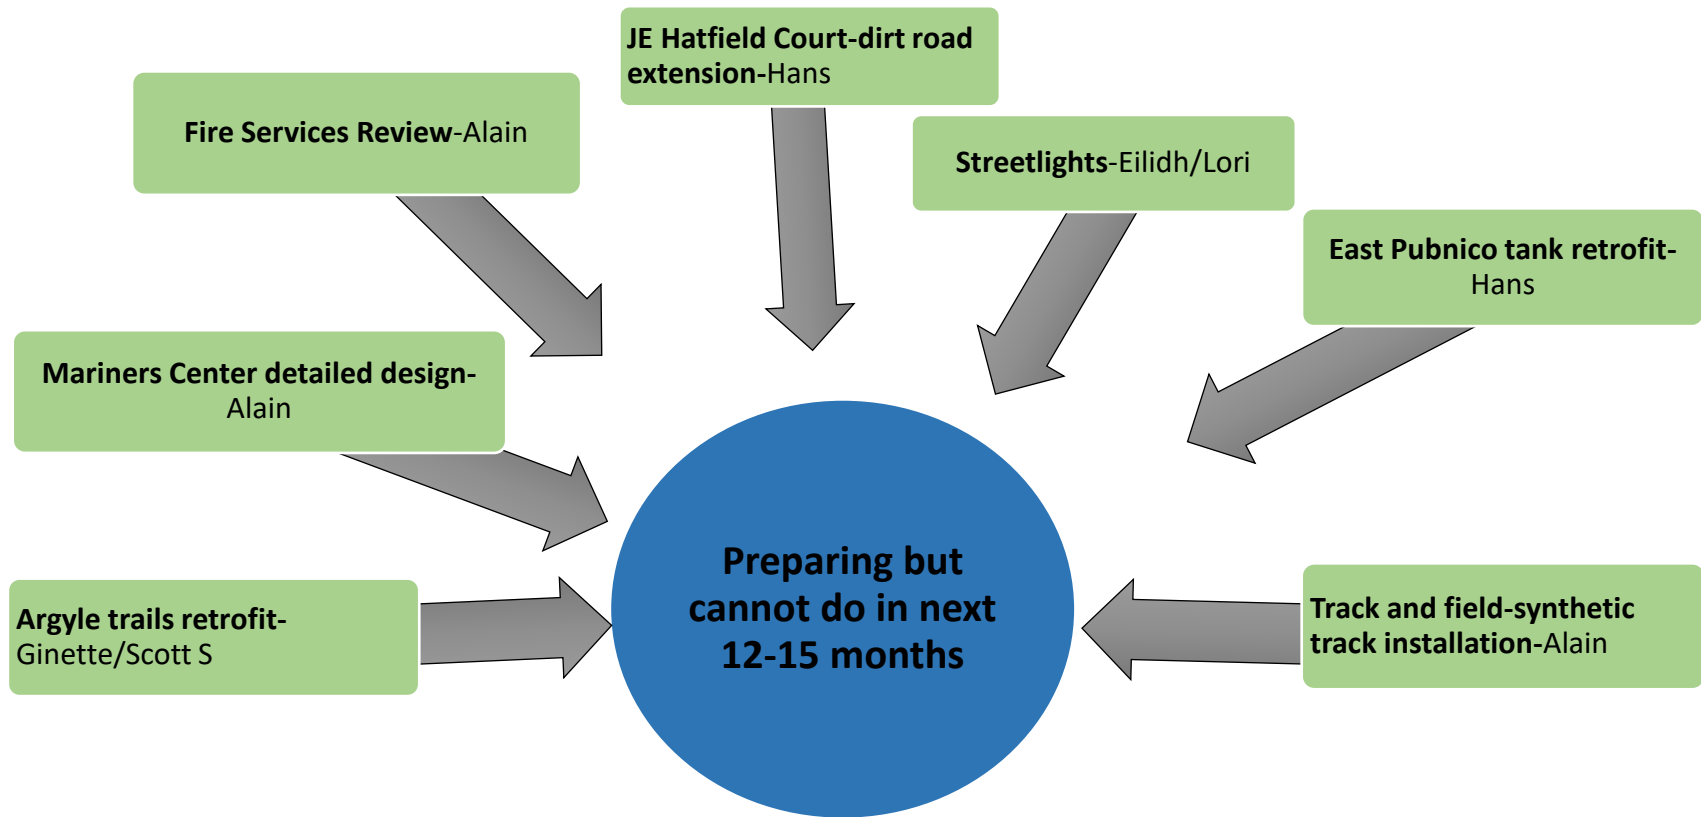 JE Hatfield Court-dirt road
extension-Hans
Fire Services Review-Alain
Streetlights-Eilidh/Lori
East Pubnico tank retrofit-
Hans
Mariners Center detailed design-
Alain
Argyle trails retrofit-
Ginette/Scott S
Preparing but
cannot do in next
12-15 months
Track and field-synthetic
track installation-Alain